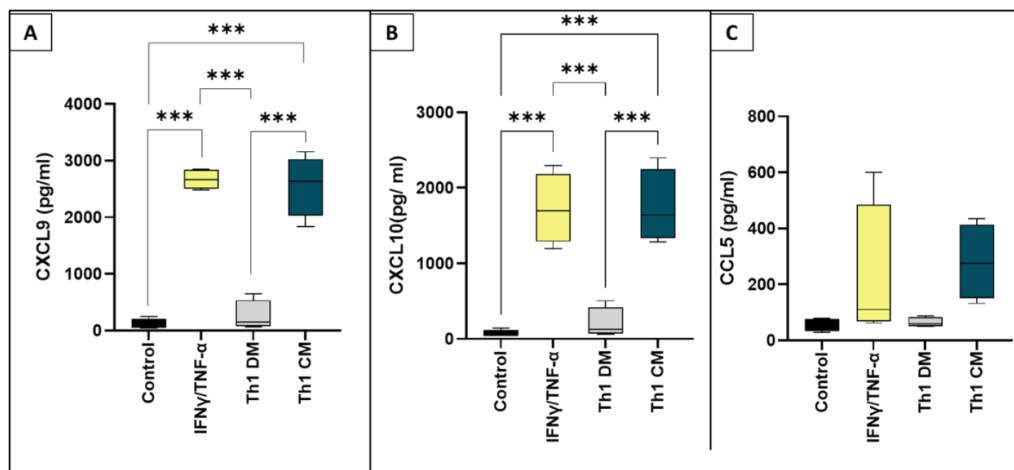 A
***
***
*** ***
4000
3000
2000
1000
0
CXCL9 (pg/ml)
Control
IFNγ/TNF-α
Th1 DM
Th1 CM
B
***
***
*** ***
3000
2000
1000
0
CXCL10(pg/ ml)
Control
IFNγ/TNF-α
Th1 DM
Th1 CM
C
800
600
400
200
0
CCL5 (pg/ml)
Control
IFNγ/TNF-α
Th1 DM
Th1 CM